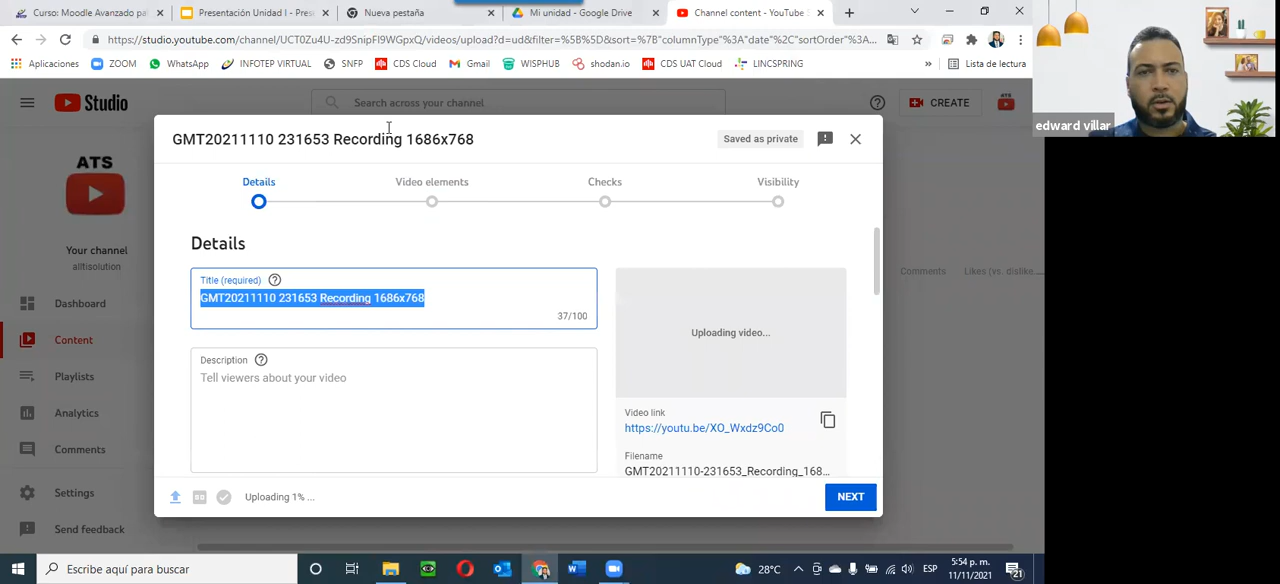 Curso: Moodle Avanzado pa
Presentación Unidad I - Pres
Nueva pestaña
Mi unidad - Google Drive
Channel content - YouTube S
https://studio.youtube.com/channel/UCT0Zu4U-zd9SnipFI9WGpxQ/videos/upload?d=ud&filter=%5B%5D&sort=%7B"columnType"%3A"date"%2C"sortOrder"%3A...
Aplicaciones
ZOOM
WhatsApp
INFOTEP VIRTUAL
SNFP
CDS Cloud
Gmail
WISPHUB
shodan.io
CDS UAT Cloud
LINCSPRING
»
Lista de lectura
edward villar
Studio
Search across your channel
CREATE
ATS
Your channel
alltisolution
Dashboard
Content
Playlists
Analytics
Comments
Settings
Send feedback
GMT20211110 231653 Recording 1686x768
Saved as private
Details
Video elements
Checks
Visibility
Details
Title (required)
GMT20211110 231653 Recording 1686x768
37/100
Description
Tell viewers about your video
Uploading video...
Video link
https://youtu.be/XO_Wxdz9Co0
Filename
GMT20211110-231653_Recording_168...
Comments
Likes (vs. dislike...
Uploading 1% ...
NEXT
Escribe aquí para buscar
28°C
ESP
5:54 p. m.
11/11/2021
21